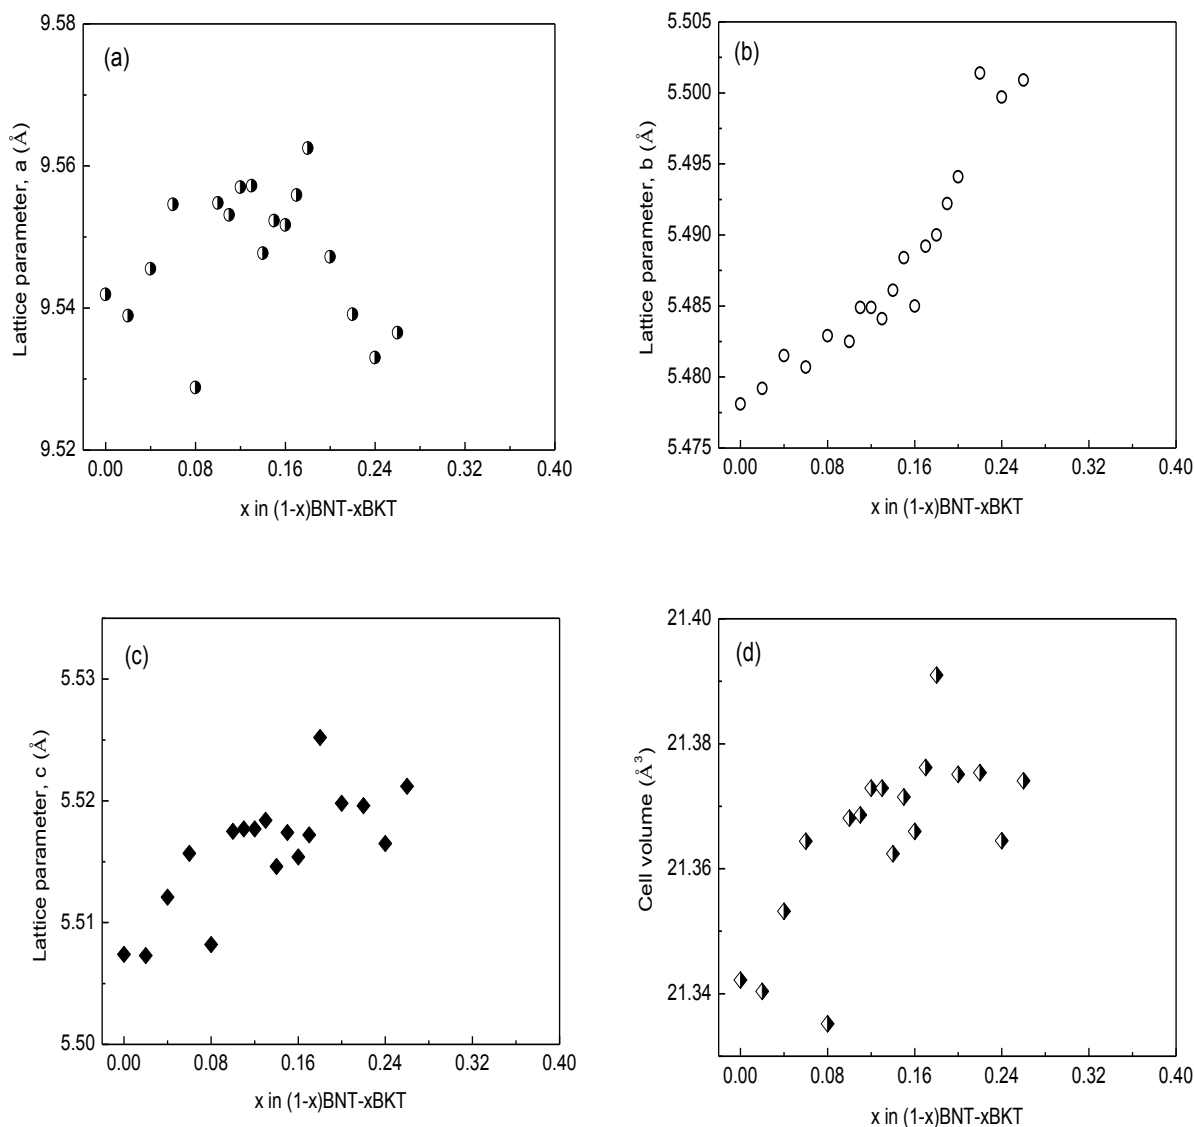 (a)
Lattice parameter, a (Å)
9.58
9.56
9.54
9.52
0.00 0.08 0.16 0.24 0.32 0.40
x in (1-x)BNT-xBKT
(b)
Lattice parameter, b (Å)
5.505
5.500
5.495
5.490
5.485
5.480
5.475
0.00 0.08 0.16 0.24 0.32 0.40
x in (1-x)BNT-xBKT
(c)
Lattice parameter, c (Å)
5.53
5.52
5.51
5.50
0.00 0.08 0.16 0.24 0.32 0.40
x in (1-x)BNT-xBKT
(d)
Cell volume (Å³)
21.40
21.38
21.36
21.34
0.00 0.08 0.16 0.24 0.32 0.40
x in (1-x)BNT-xBKT